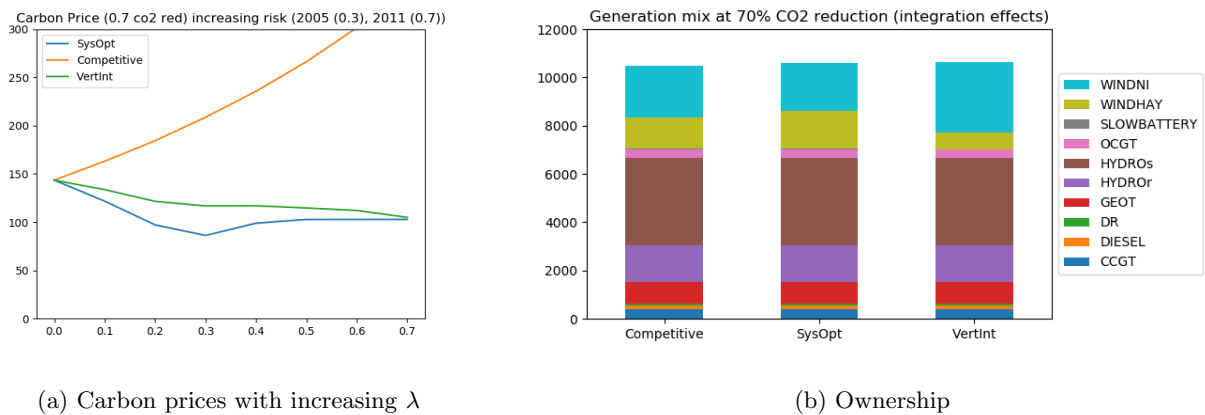 Carbon Price (0.7 co2 red) increasing risk (2005 (0.3), 2011 (0.7))
300
250
200
150
100
50
0
SysOpt
Competitive
VertInt
0.0 0.1 0.2 0.3 0.4 0.5 0.6 0.7
(a) Carbon prices with increasing λ
Generation mix at 70% CO2 reduction (integration effects)
12000
10000
8000
6000
4000
2000
0
Competitive SysOpt VertInt
WINDNI
WINDHAY
SLOWBATTERY
OCGT
HYDROs
HYDROr
GEOT
DR
DIESEL
CCGT
(b) Ownership